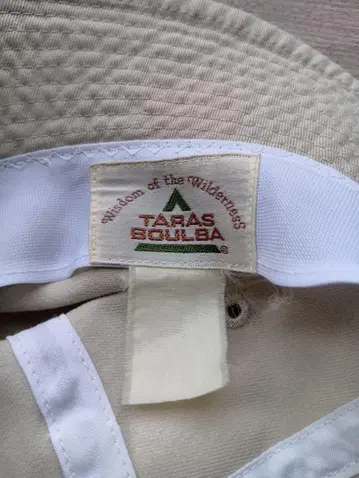 Wisdom of the Wilderness
TARAS
BOULBA
®